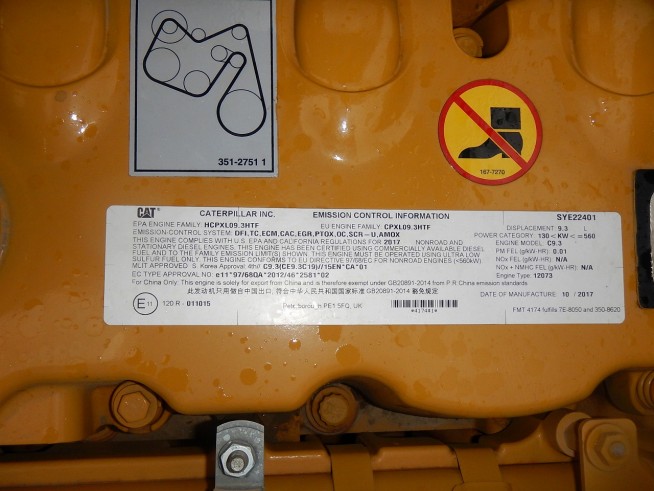 351-2751 1
167-7270
CAT CATERPILLAR INC. EMISSION CONTROL INFORMATION SYE22401
EPA ENGINE FAMILY: HCPXL09.3HTF EU ENGINE FAMILY: CPXL09.3HTF DISPLACEMENT: 9.3 L
EMISSION-CONTROL SYSTEM: DFI,TC,ECM,CAC,EGR,PTOX,OC,SCR-U,AMOX POWER CATEGORY: 130<=KW<=560
THIS ENGINE COMPLIES WITH U.S. EPA AND CALIFORNIA REGULATIONS FOR 2017 NONROAD AND ENGINE MODEL: C9.3
STATIONARY DIESEL ENGINES. THIS ENGINE HAS BEEN CERTIFIED USING COMMERCIALLY AVAILABLE DIESEL PM FEL (g/kW HR): 0.01
FUEL AND TO THE EMISSION LIMITS DESCRIBED ON THIS STATEMENT. THIS ENGINE MUST BE OPERATED USING ULTRA LOW NOx FEL (g/kW-HR): N/A
SULFUR FUEL ONLY. THIS ENGINE CONFORMS TO EU DIRECTIVE 97/68/EC FOR NONROAD ENGINES (<560kW) NOx + NMHC FEL (g/kW HR): N/A
MLIT APPROVED S. Korea Approval: 4th/ C9.3(CE9.3C19)//15EN*CA*01 Engine Type: 12073
EC TYPE APPROVAL NO.: e11*97/68DA*2012/46*2581*02
For China Only: This engine is solely for export from China and is therefore exempt under GB20891-2014 from P.R.China emission standards.
此发动机只用做自中国出口, 符合中华人民共和国国家标准 GB20891-2014 豁免规定 DATE OF MANUFACTURE: 10 / 2017
E 11 120 R - 011015 Peterborough PE1 5FQ, UK *417481* FMT 4174 fulfills 7E-8050 and 350-8620